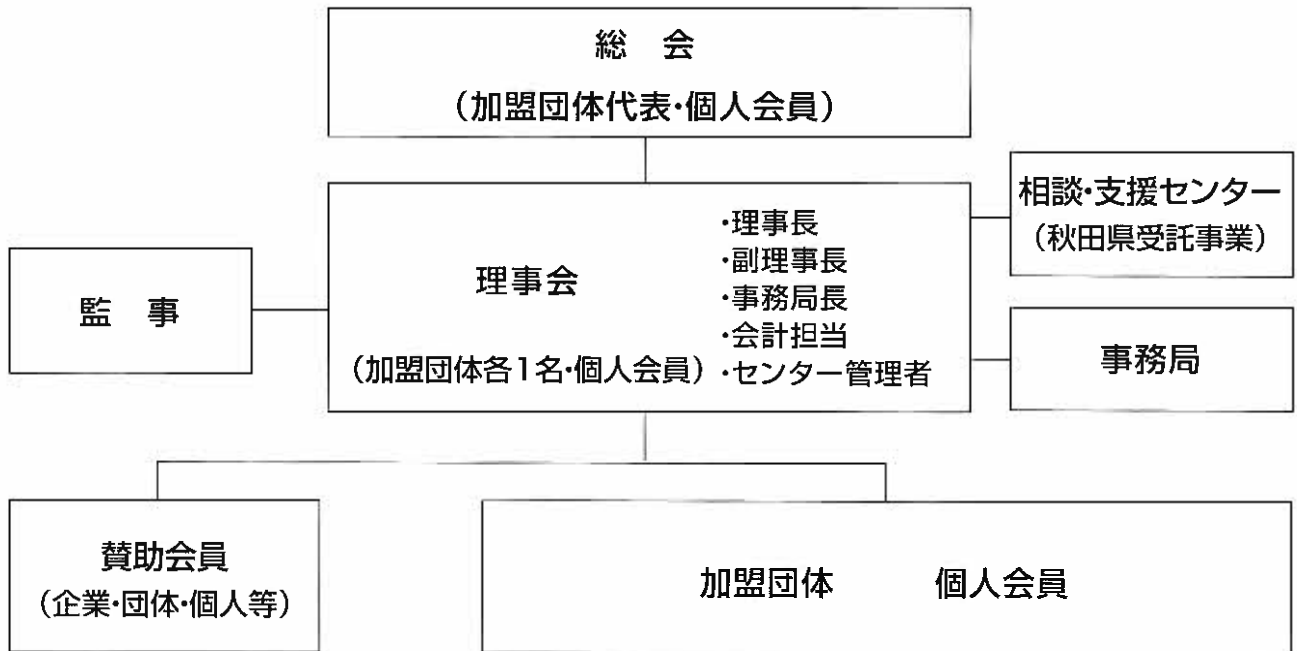 総　会
（加盟団体代表・個人会員）
相談・支援センター
（秋田県受託事業）
監　事
理事会
（加盟団体各1名・個人会員）
・理事長
・副理事長
・事務局長
・会計担当
・センター管理者
事務局
賛助会員
（企業・団体・個人等）
加盟団体　　　個人会員